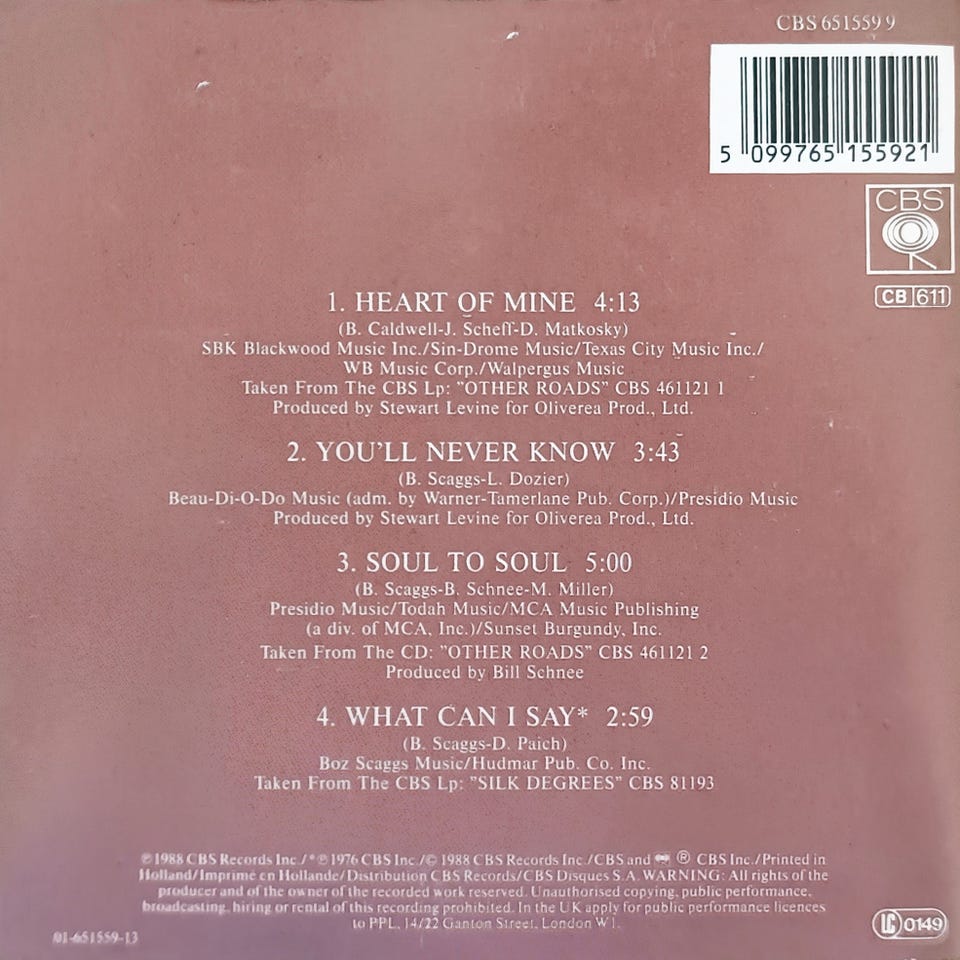 CBS 651559 9
5 099765 155921
CBS
CB 611
1. HEART OF MINE 4:13
(B. Caldwell-J. Scheff-D. Matkosky)
SBK Blackwood Music Inc./Sin-Drome Music/Texas City Music Inc./
WB Music Corp./Walpergus Music
Taken From The CBS Lp: "OTHER ROADS" CBS 461121 1
Produced by Stewart Levine for Oliverea Prod., Ltd.
2. YOU'LL NEVER KNOW 3:43
(B. Scaggs-L. Dozier)
Beau-Di-O-Do Music (adm. by Warner-Tamerlane Pub. Corp.)/Presidio Music
Produced by Stewart Levine for Oliverea Prod., Ltd.
3. SOUL TO SOUL 5:00
(B. Scaggs-B. Schnee-M. Miller)
Presidio Music/Todah Music/MCA Music Publishing
(a div. of MCA, Inc.)/Sunset Burgundy, Inc.
Taken From The CD: "OTHER ROADS" CBS 461121 2
Produced by Bill Schnee
4. WHAT CAN I SAY* 2:59
(B. Scaggs-D. Paich)
Boz Scaggs Music/Hudmar Pub. Co. Inc.
Taken From The CBS Lp: "SILK DEGREES" CBS 81193
℗ 1988 CBS Records Inc./*℗ 1976 CBS Inc./© 1988 CBS Records Inc./CBS and ® CBS Inc./Printed in
Holland/Imprimé en Hollande/Distribution CBS Records/CBS Disques S.A. WARNING: All rights of the
producer and of the owner of the recorded work reserved. Unauthorised copying, public performance,
broadcasting, hiring or rental of this recording prohibited. In the UK apply for public performance licences
to PPL, 14/22 Ganton Street, London W1.
LC 0149
01-651559-13